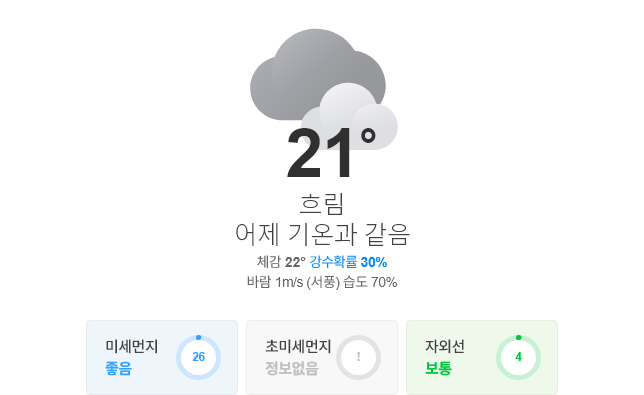 21°
흐림
어제 기온과 같음
체감 22° 강수확률 30%
바람 1m/s (서풍) 습도 70%
미세먼지
좋음
26
초미세먼지
정보없음
!
자외선
보통
4